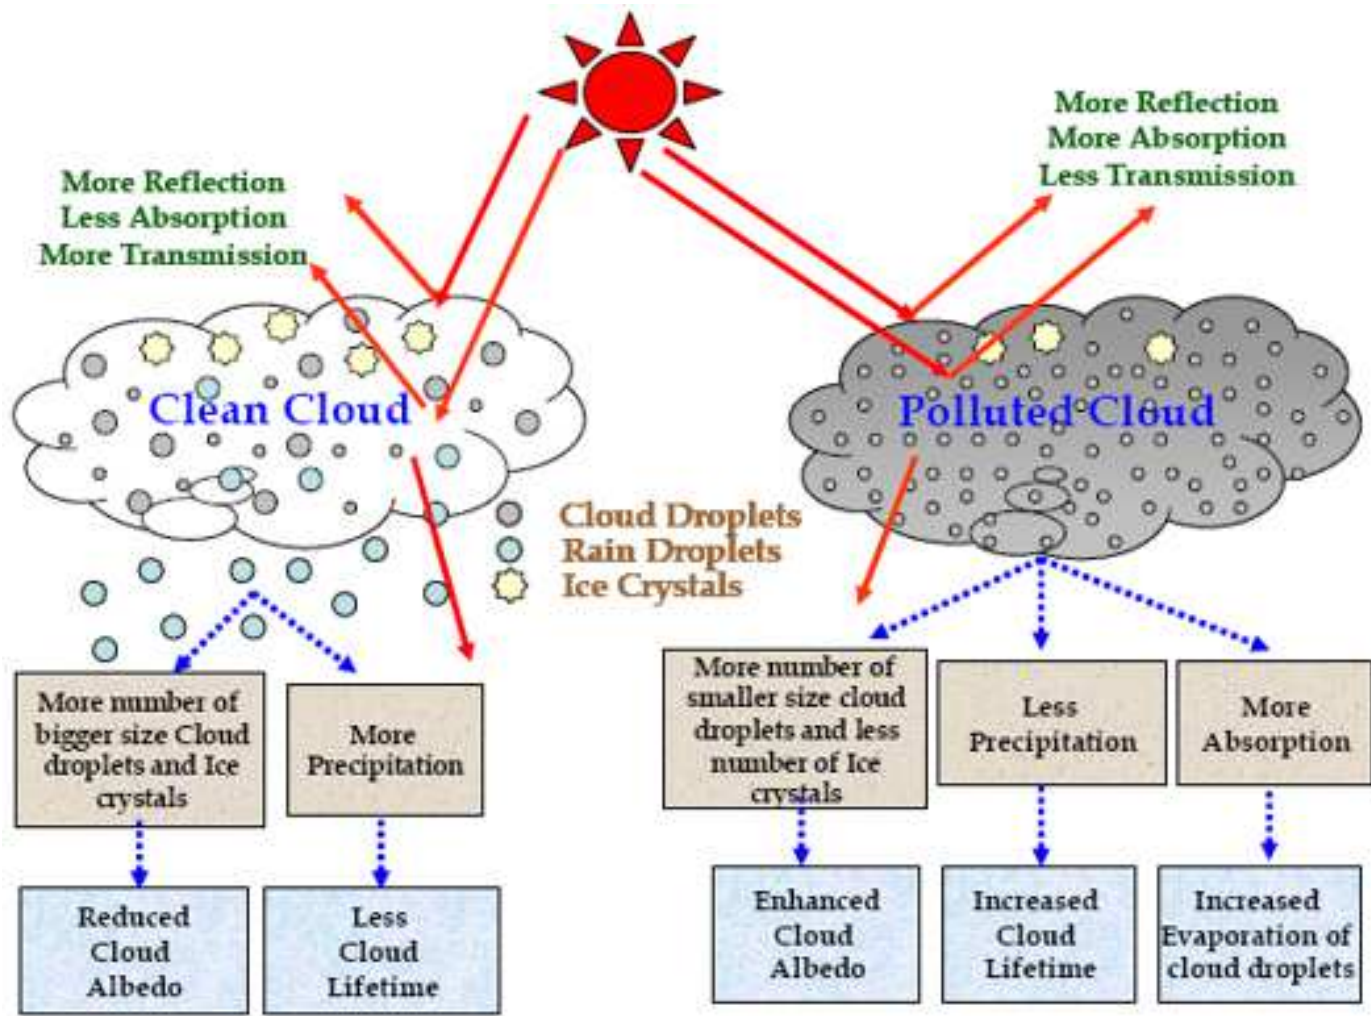 More Reflection
Less Absorption
More Transmission
More Reflection
More Absorption
Less Transmission
Clean Cloud
Polluted Cloud
Cloud Droplets
Rain Droplets
Ice Crystals
More number of
bigger size Cloud
droplets and Ice
crystals
More
Precipitation
More number of
smaller size cloud
droplets and less
number of Ice
crystals
Less
Precipitation
More
Absorption
Reduced
Cloud
Albedo
Less
Cloud
Lifetime
Enhanced
Cloud
Albedo
Increased
Cloud
Lifetime
Increased
Evaporation of
cloud droplets